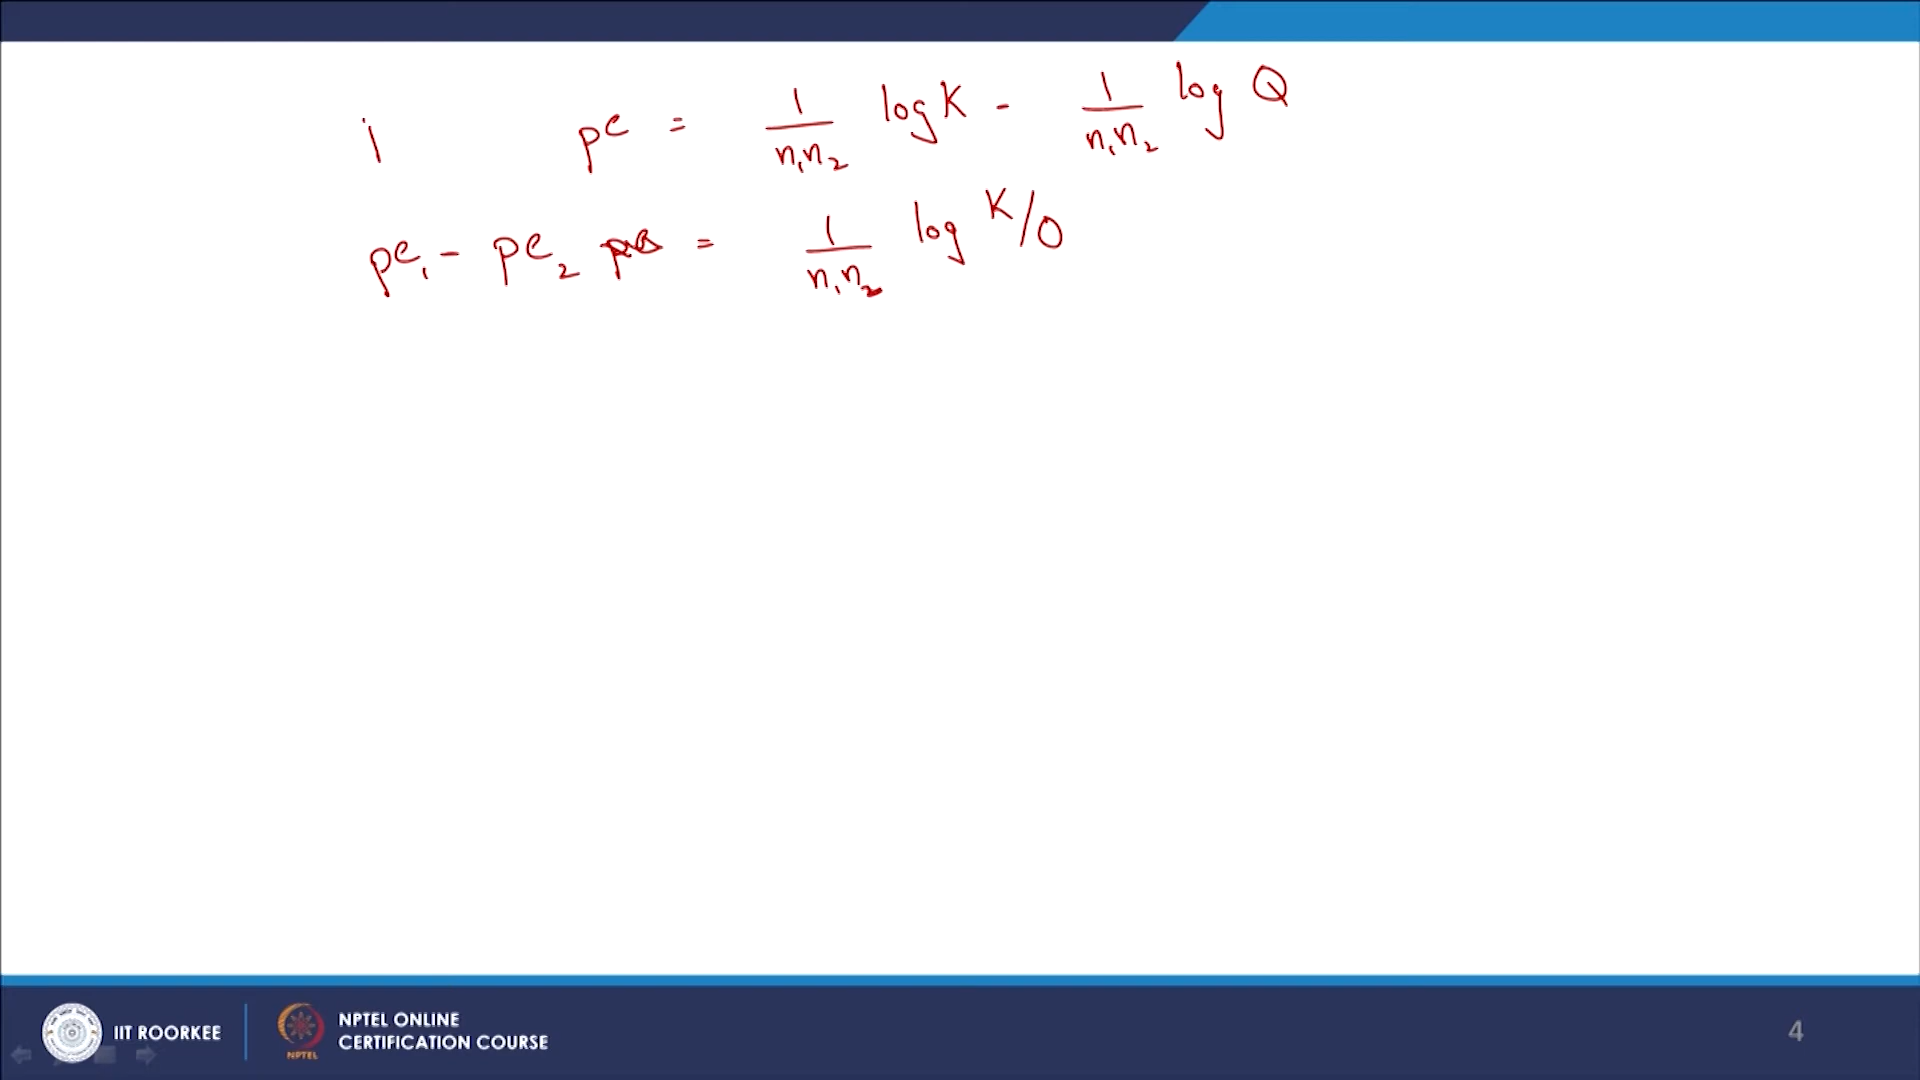 i pe = 1/n₁n₂ log K - 1/n₁n₂ log Q
pe₁ - pe₂ = 1/n₁n₂ log K/Q
IIT ROORKEE
NPTEL
NPTEL ONLINE
CERTIFICATION COURSE
4